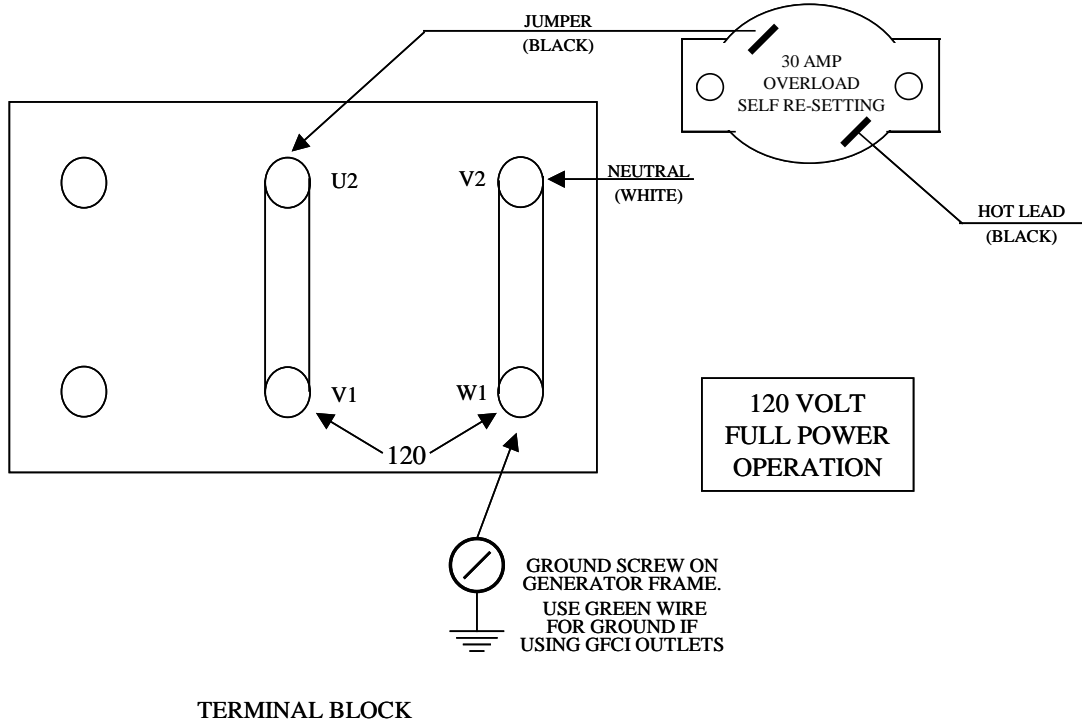 JUMPER
(BLACK)
30 AMP
OVERLOAD
SELF RE-SETTING
U2
V2
NEUTRAL
(WHITE)
HOT LEAD
(BLACK)
V1
W1
120
120 VOLT
FULL POWER
OPERATION
GROUND SCREW ON
GENERATOR FRAME.
USE GREEN WIRE
FOR GROUND IF
USING GFCI OUTLETS
TERMINAL BLOCK